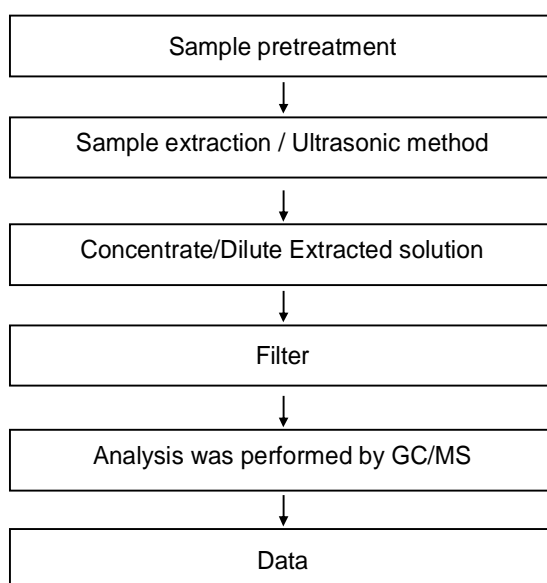 Sample pretreatment
Sample extraction / Ultrasonic method
Concentrate/Dilute Extracted solution
Filter
Analysis was performed by GC/MS
Data